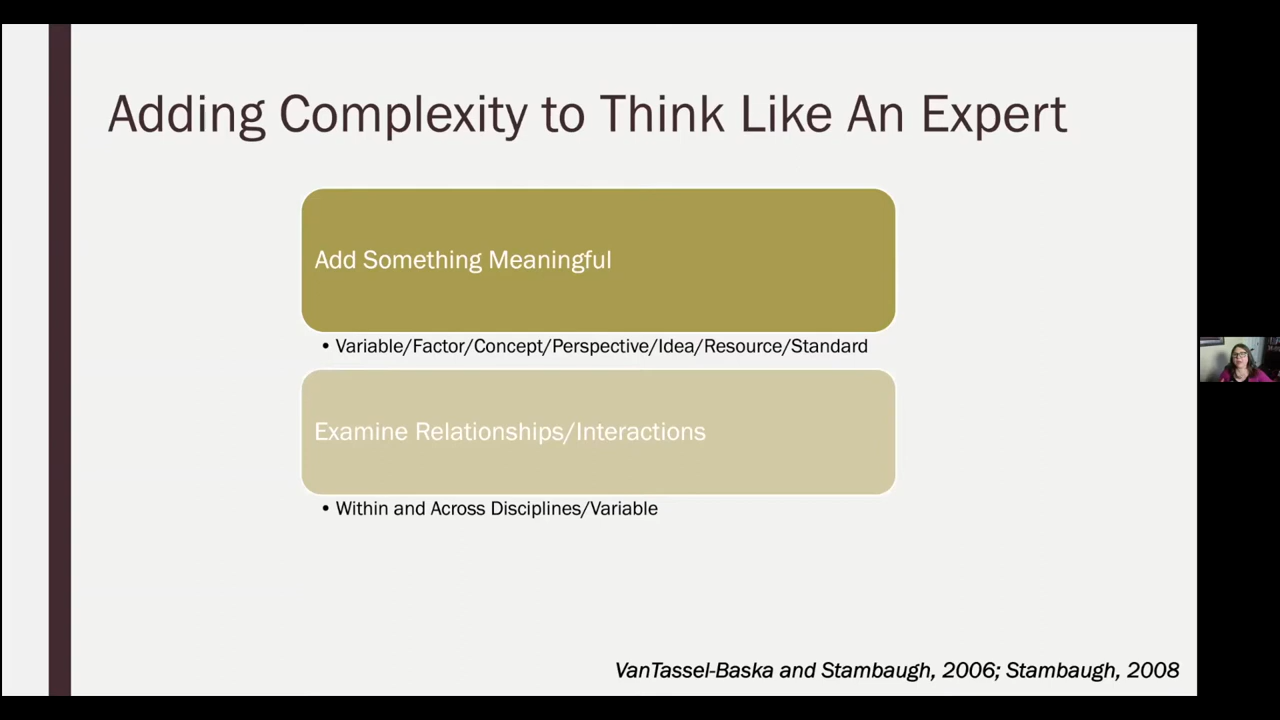 Adding Complexity to Think Like An Expert
Add Something Meaningful
• Variable/Factor/Concept/Perspective/Idea/Resource/Standard
Examine Relationships/Interactions
• Within and Across Disciplines/Variable
VanTassel-Baska and Stambaugh, 2006; Stambaugh, 2008